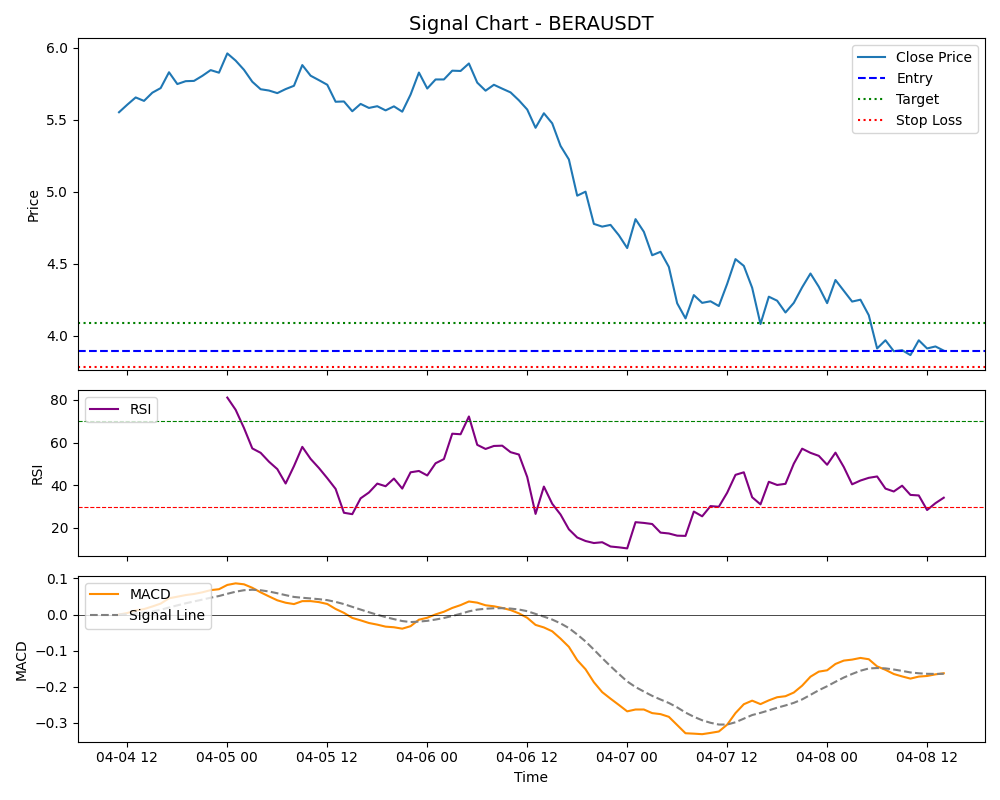 Signal Chart - BERAUSDT
Close Price
Entry
Target
Stop Loss
6.0
5.5
5.0
4.5
4.0
Price
RSI
80
60
40
20
RSI
MACD
Signal Line
0.1
0.0
−0.1
−0.2
−0.3
MACD
04-04 12
04-05 00
04-05 12
04-06 00
04-06 12
04-07 00
04-07 12
04-08 00
04-08 12
Time